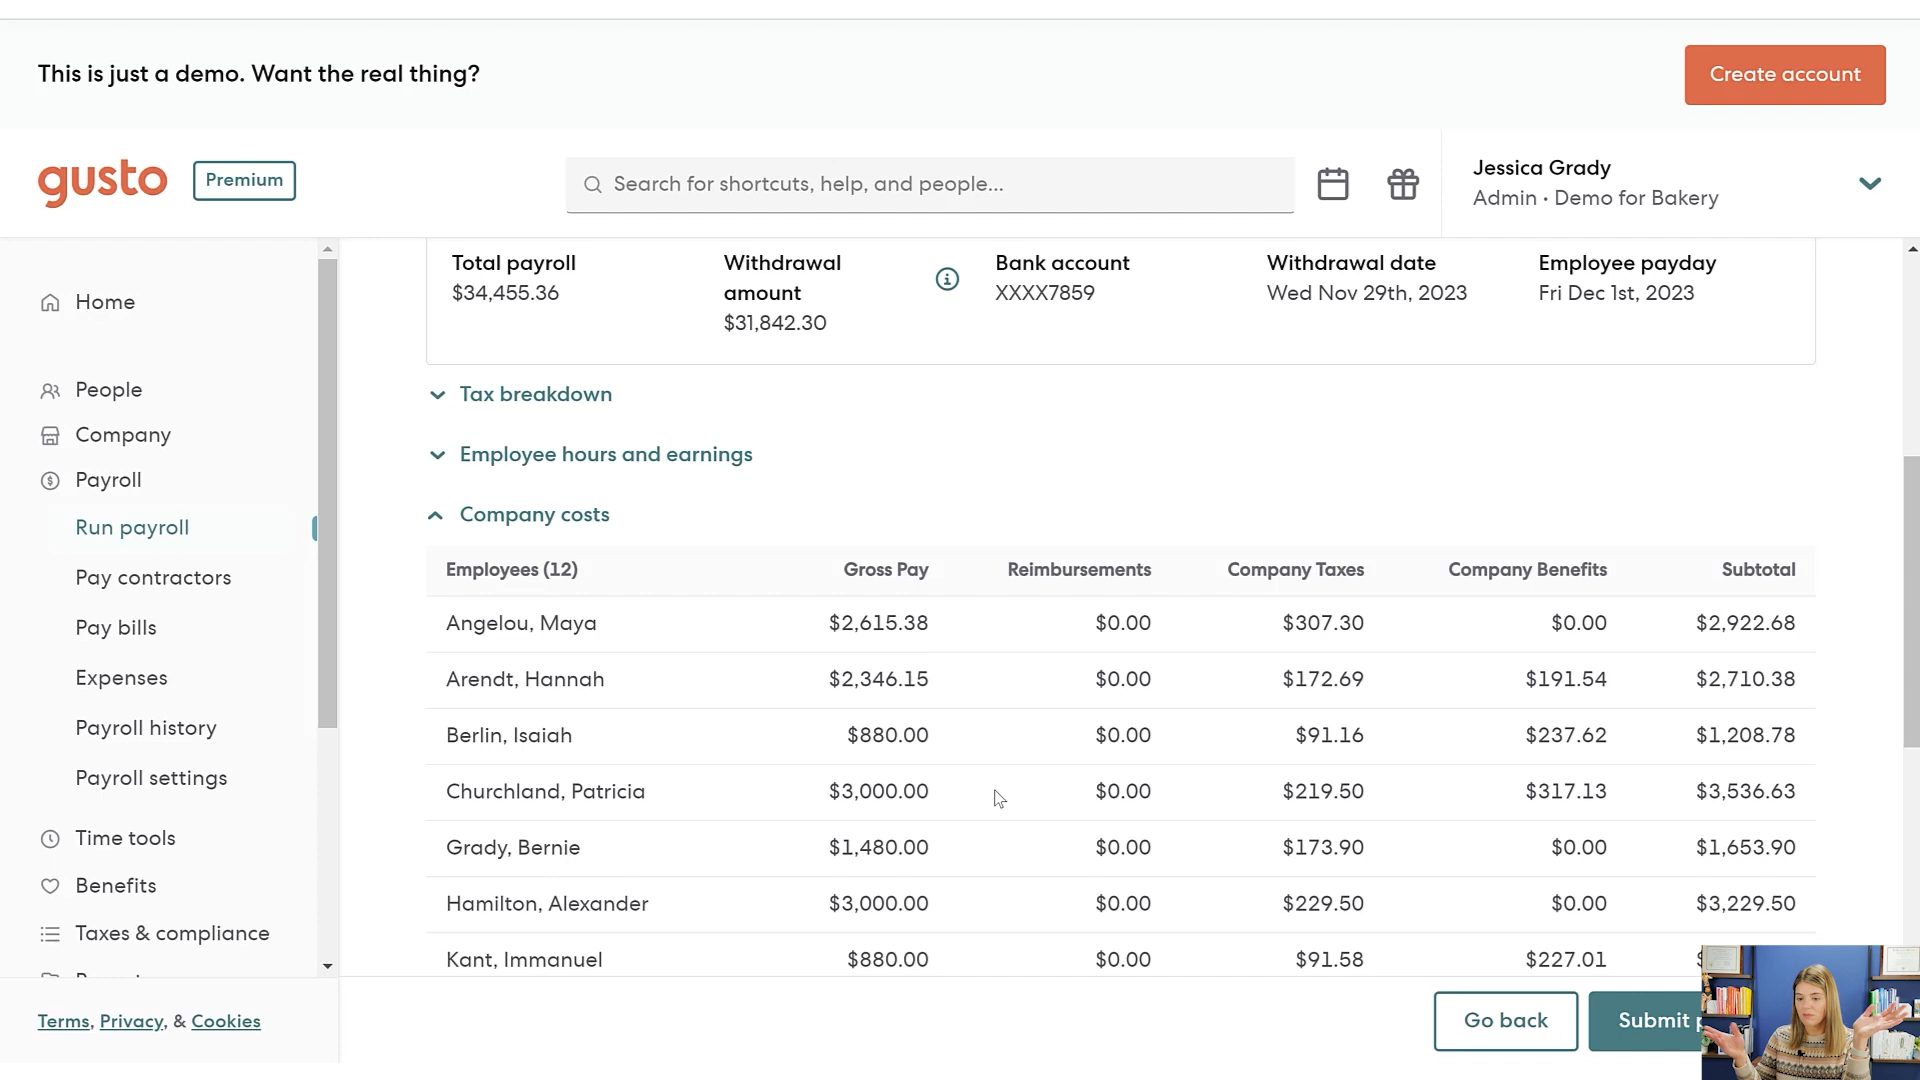 This is just a demo. Want the real thing?
Create account
gusto
Premium
Search for shortcuts, help, and people...
Jessica Grady
Admin • Demo for Bakery
Home
People
Company
Payroll
Run payroll
Pay contractors
Pay bills
Expenses
Payroll history
Payroll settings
Time tools
Benefits
Taxes & compliance
Terms, Privacy, & Cookies
Total payroll
$34,455.36
Withdrawal
amount
$31,842.30
Bank account
XXXX7859
Withdrawal date
Wed Nov 29th, 2023
Employee payday
Fri Dec 1st, 2023
Tax breakdown
Employee hours and earnings
Company costs
Employees (12) Gross Pay Reimbursements Company Taxes Company Benefits Subtotal
Angelou, Maya $2,615.38 $0.00 $307.30 $0.00 $2,922.68
Arendt, Hannah $2,346.15 $0.00 $172.69 $191.54 $2,710.38
Berlin, Isaiah $880.00 $0.00 $91.16 $237.62 $1,208.78
Churchland, Patricia $3,000.00 $0.00 $219.50 $317.13 $3,536.63
Grady, Bernie $1,480.00 $0.00 $173.90 $0.00 $1,653.90
Hamilton, Alexander $3,000.00 $0.00 $229.50 $0.00 $3,229.50
Kant, Immanuel $880.00 $0.00 $91.58 $227.01
Go back
Submit